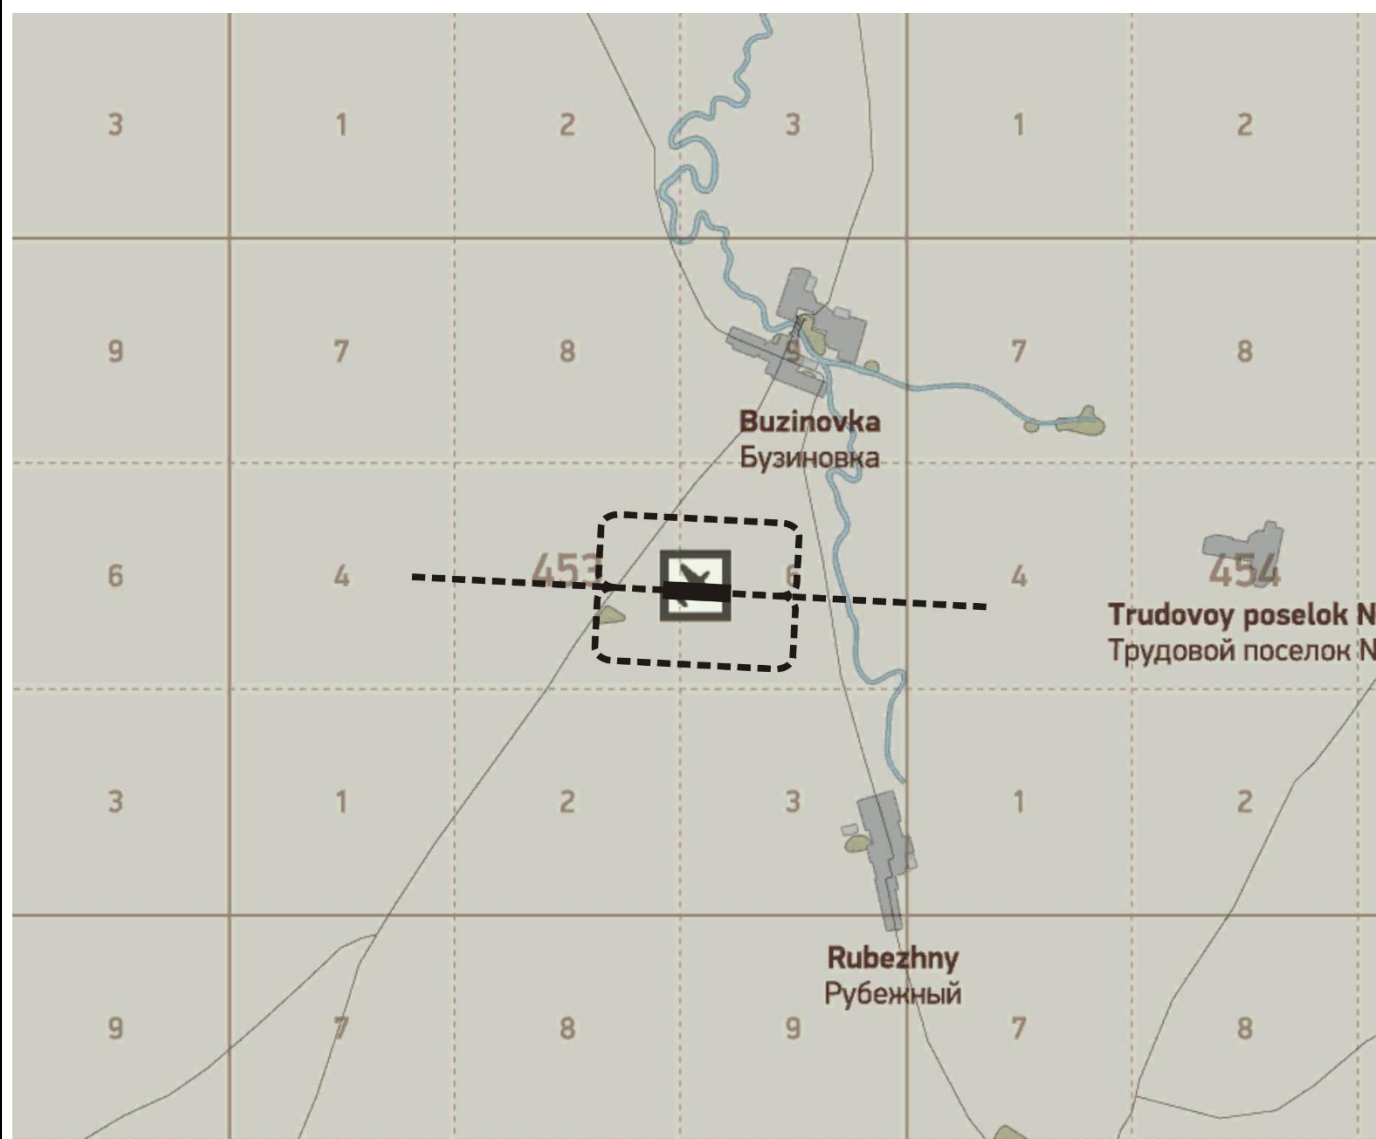 3 1 2 3 1 2
9 7 8 9 7 8
Buzinovka
Бузиновка
6 4 453 6 4 454
Trudovoy poselok N
Трудовой поселок N
3 1 2 3 1 2
Rubezhny
Рубежный
9 7 8 9 7 8